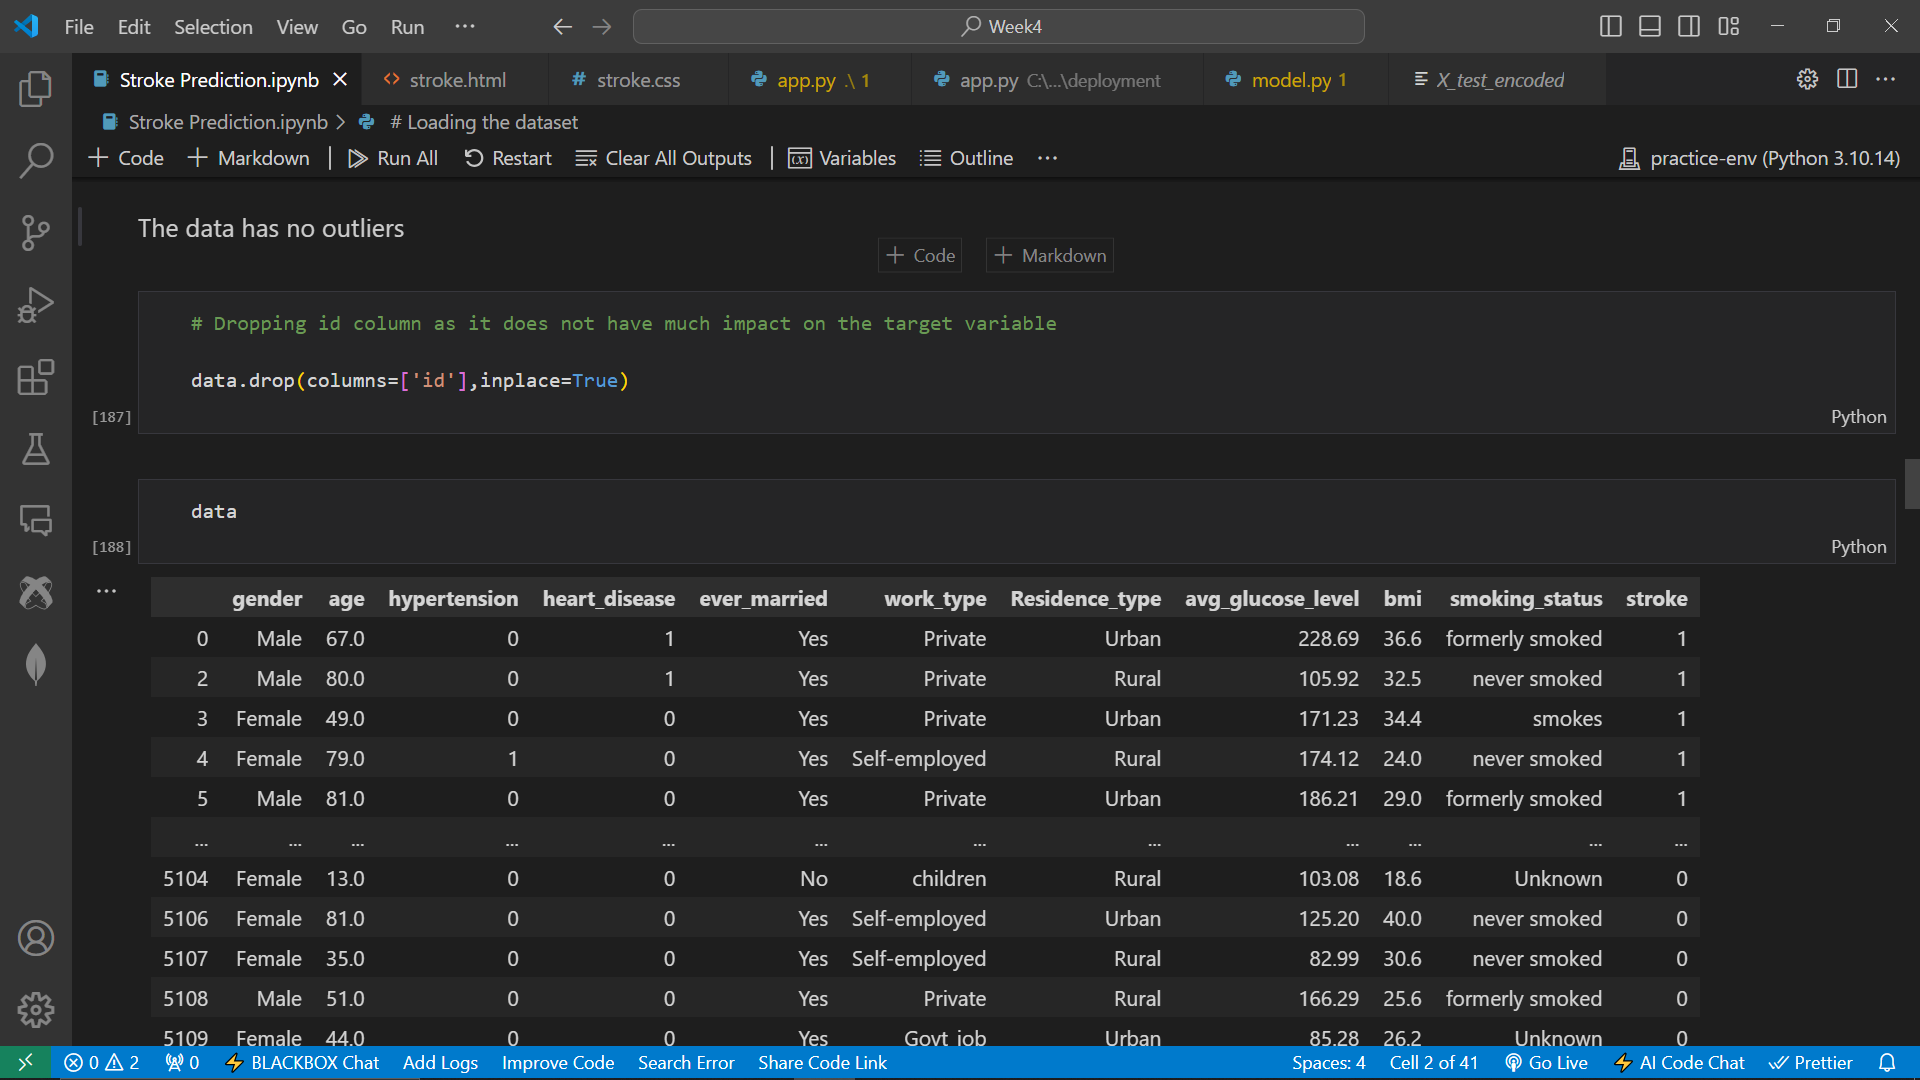 File Edit Selection View Go Run ··· Week4
Stroke Prediction.ipynb stroke.html stroke.css app.py .\ 1 app.py C:\...\deployment model.py 1 X_test_encoded
Stroke Prediction.ipynb > # Loading the dataset
+ Code + Markdown Run All Restart Clear All Outputs Variables Outline ··· practice-env (Python 3.10.14)
The data has no outliers
+ Code + Markdown
# Dropping id column as it does not have much impact on the target variable
data.drop(columns=['id'],inplace=True)
[187] Python
data
[188] Python
gender age hypertension heart_disease ever_married work_type Residence_type avg_glucose_level bmi smoking_status stroke
0 Male 67.0 0 1 Yes Private Urban 228.69 36.6 formerly smoked 1
2 Male 80.0 0 1 Yes Private Rural 105.92 32.5 never smoked 1
3 Female 49.0 0 0 Yes Private Urban 171.23 34.4 smokes 1
4 Female 79.0 1 0 Yes Self-employed Rural 174.12 24.0 never smoked 1
5 Male 81.0 0 0 Yes Private Urban 186.21 29.0 formerly smoked 1
... ... ... ... ... ... ... ... ... ... ... ...
5104 Female 13.0 0 0 No children Rural 103.08 18.6 Unknown 0
5106 Female 81.0 0 0 Yes Self-employed Urban 125.20 40.0 never smoked 0
5107 Female 35.0 0 0 Yes Self-employed Rural 82.99 30.6 never smoked 0
5108 Male 51.0 0 0 Yes Private Rural 166.29 25.6 formerly smoked 0
5109 Female 44.0 0 0 Yes Govt_job Urban 85.28 26.2 Unknown 0
0 2 0 BLACKBOX Chat Add Logs Improve Code Search Error Share Code Link Spaces: 4 Cell 2 of 41 Go Live AI Code Chat Prettier